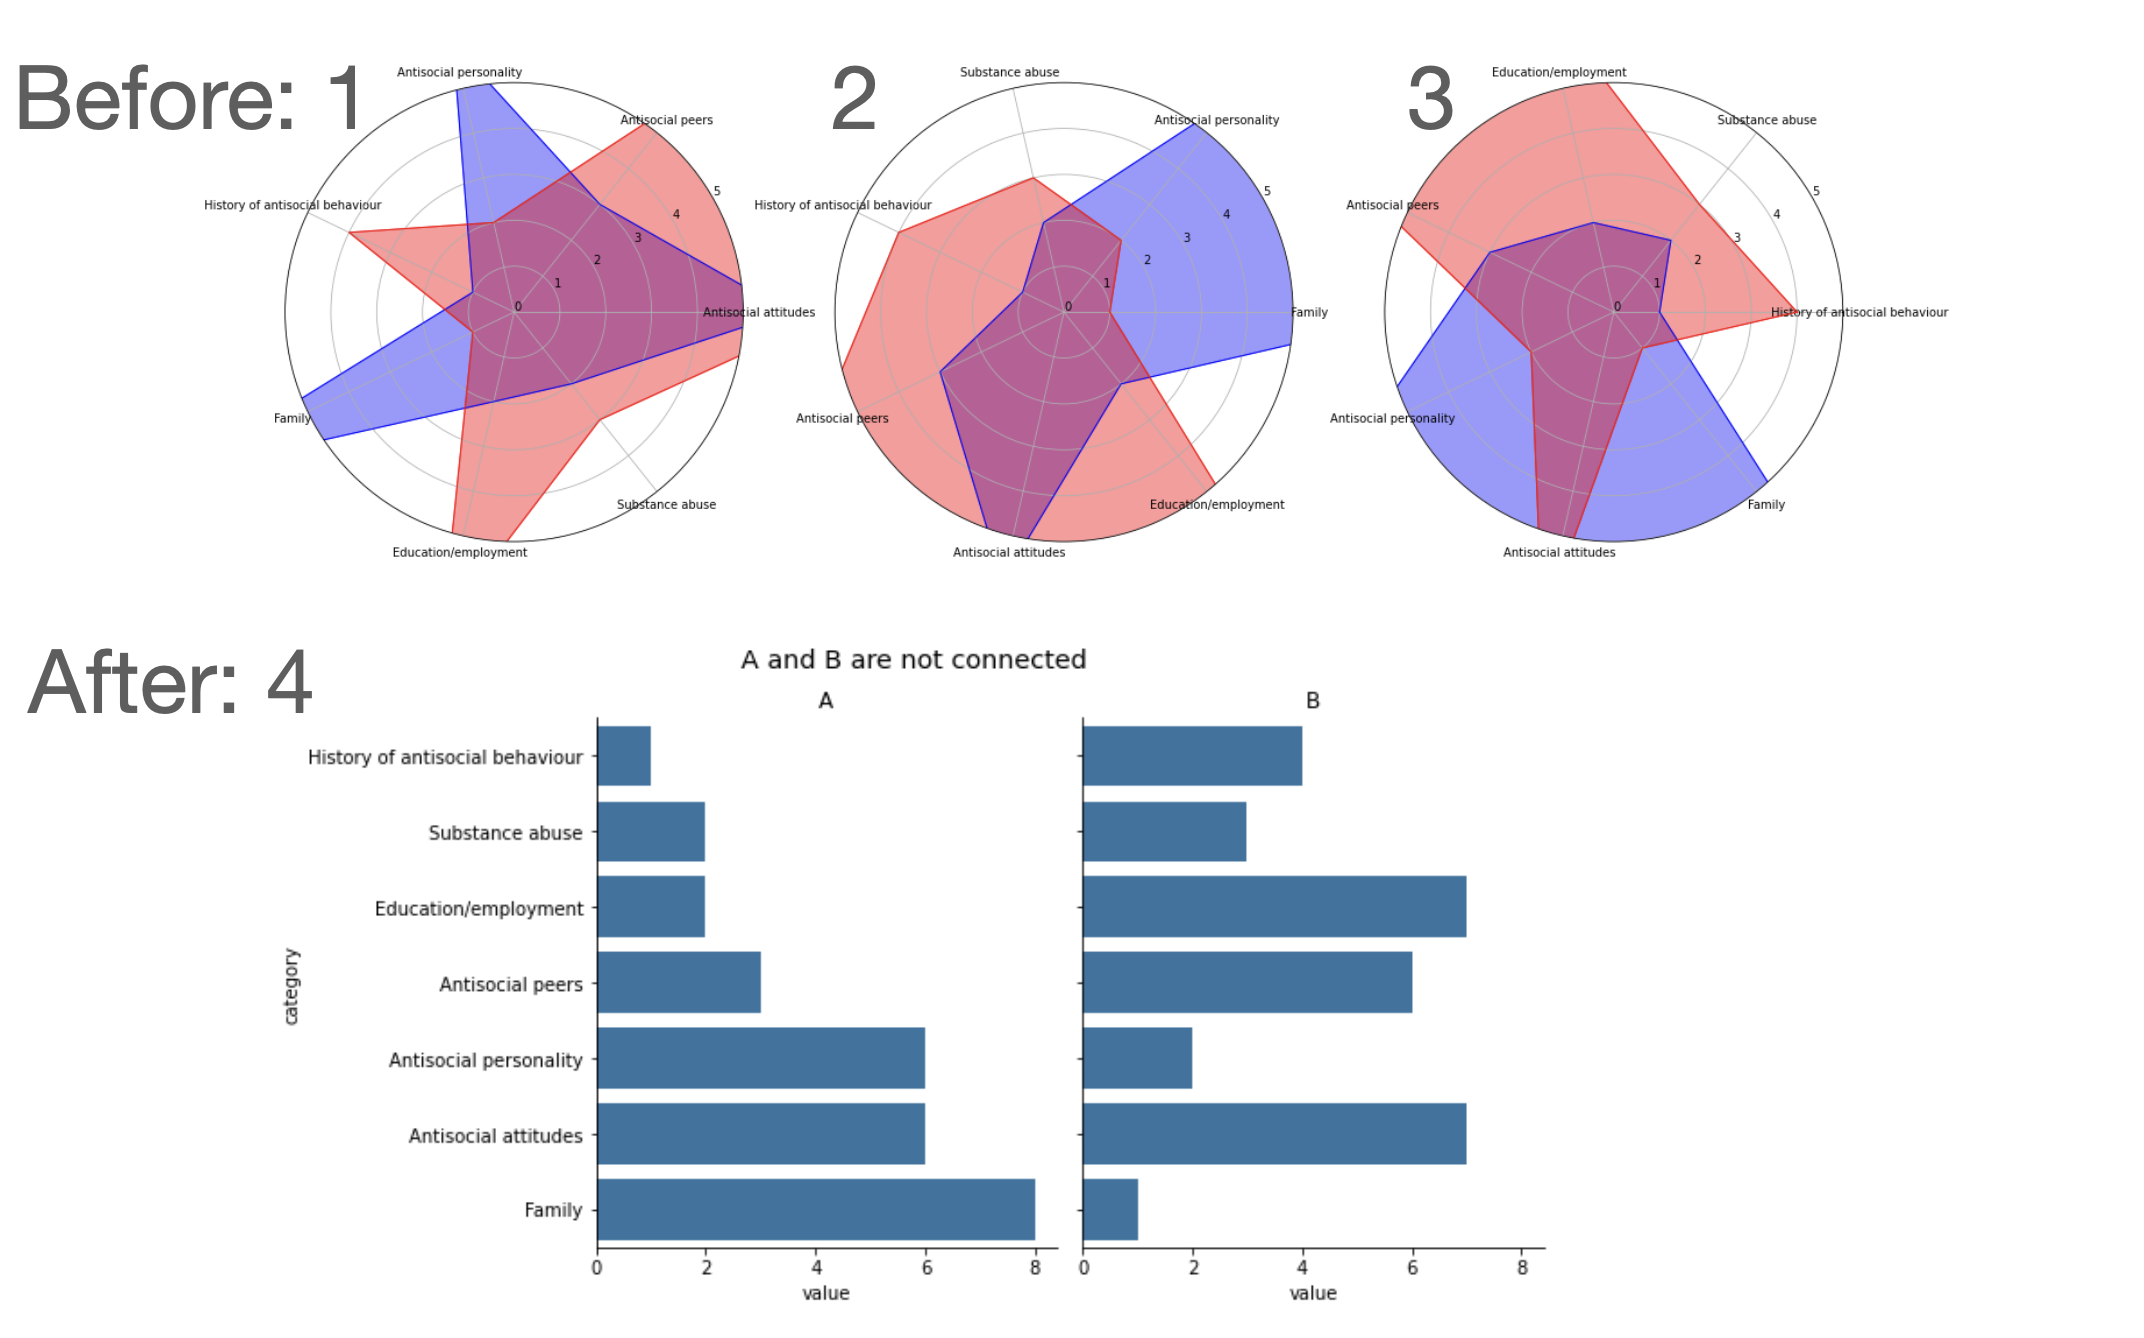 Before: 1
Antisocial personality
Antisocial peers
History of antisocial behaviour
5
4
3
2
1
0
Antisocial attitudes
Family
Substance abuse
Education/employment
2
Substance abuse
Antisocial personality
History of antisocial behaviour
5
4
3
2
1
0
Family
Antisocial peers
Education/employment
Antisocial attitudes
3
Education/employment
Substance abuse
Antisocial peers
5
4
3
2
1
0
History of antisocial behaviour
Antisocial personality
Family
Antisocial attitudes
After: 4
A and B are not connected
A
B
category
History of antisocial behaviour
Substance abuse
Education/employment
Antisocial peers
Antisocial personality
Antisocial attitudes
Family
0 2 4 6 8
value
0 2 4 6 8
value